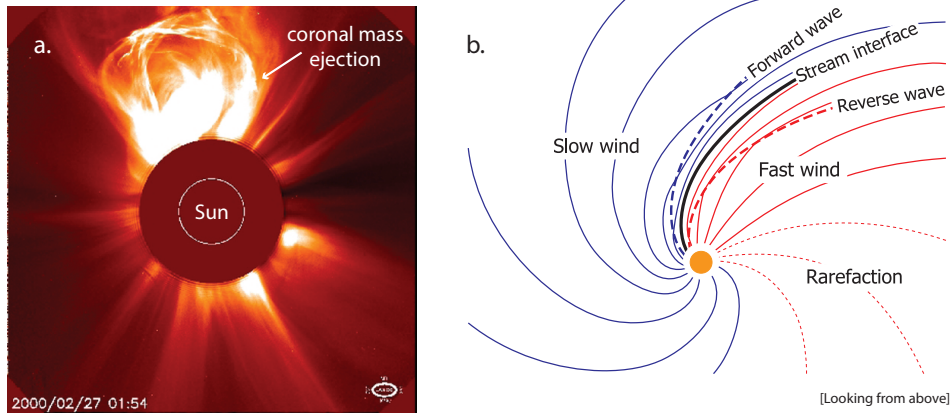 a.
coronal mass
ejection
Sun
2000/02/27 01:54
LASCO
b.
Forward wave
Stream interface
Reverse wave
Slow wind
Fast wind
Rarefaction
[Looking from above]